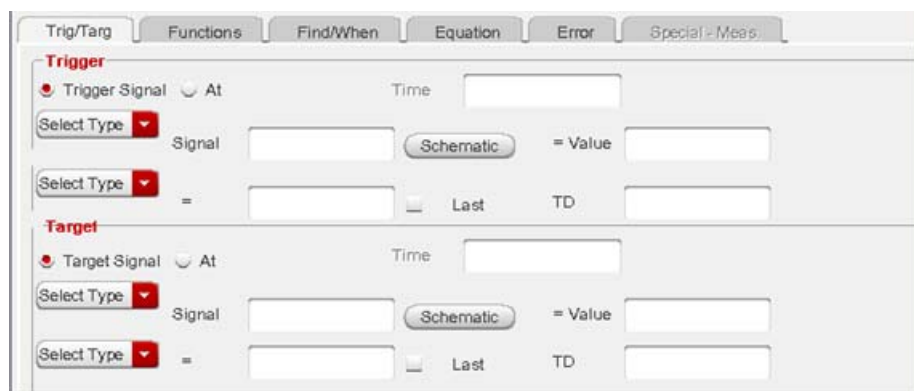 Trig/Targ Functions Find/When Equation Error Special - Meas.
Trigger
Trigger Signal At Time
Select Type
Signal Schematic = Value
Select Type
= Last TD
Target
Target Signal At Time
Select Type
Signal Schematic = Value
Select Type
= Last TD